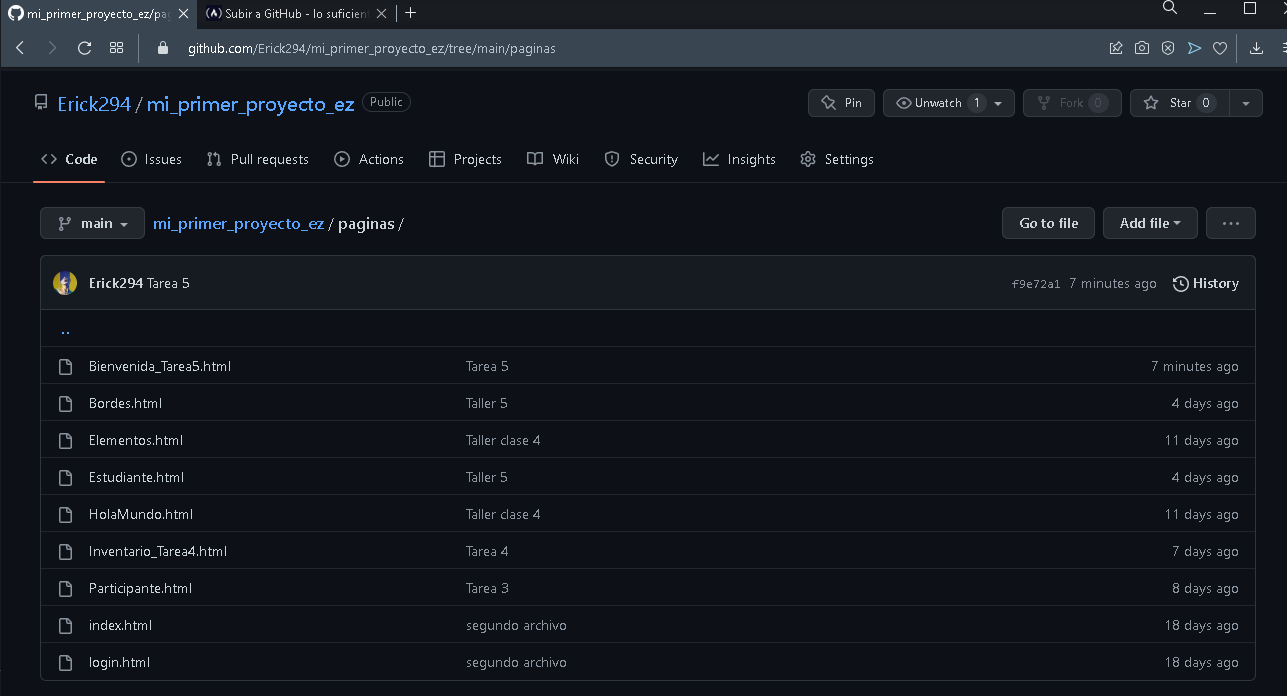 mi_primer_proyecto_ez/pa
Subir a GitHub - lo suficien
github.com/Erick294/mi_primer_proyecto_ez/tree/main/paginas
Erick294 / mi_primer_proyecto_ez Public
Pin Unwatch 1 Fork 0 Star 0
Code Issues Pull requests Actions Projects Wiki Security Insights Settings
main mi_primer_proyecto_ez / paginas / Go to file Add file ...
Erick294 Tarea 5 f9e72a1 7 minutes ago History
..
Bienvenida_Tarea5.html Tarea 5 7 minutes ago
Bordes.html Taller 5 4 days ago
Elementos.html Taller clase 4 11 days ago
Estudiante.html Taller 5 4 days ago
HolaMundo.html Taller clase 4 11 days ago
Inventario_Tarea4.html Tarea 4 7 days ago
Participante.html Tarea 3 8 days ago
index.html segundo archivo 18 days ago
login.html segundo archivo 18 days ago